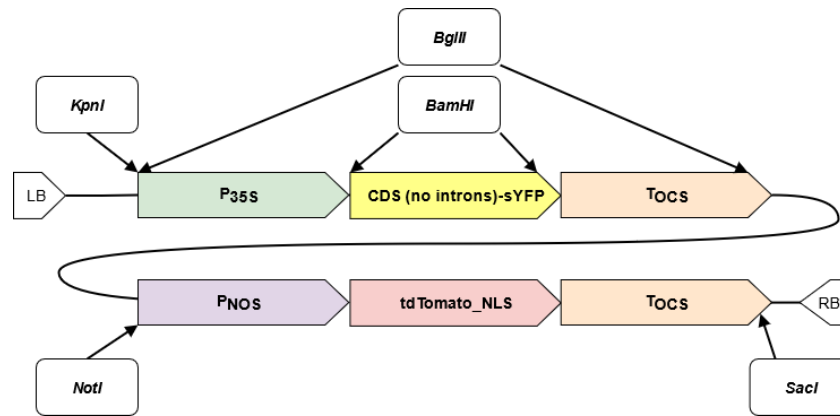 BglII
KpnI
BamHI
LB
P35S
CDS (no introns)-sYFP
TOCS
PNOS
tdTomato_NLS
TOCS
RB
NotI
SacI